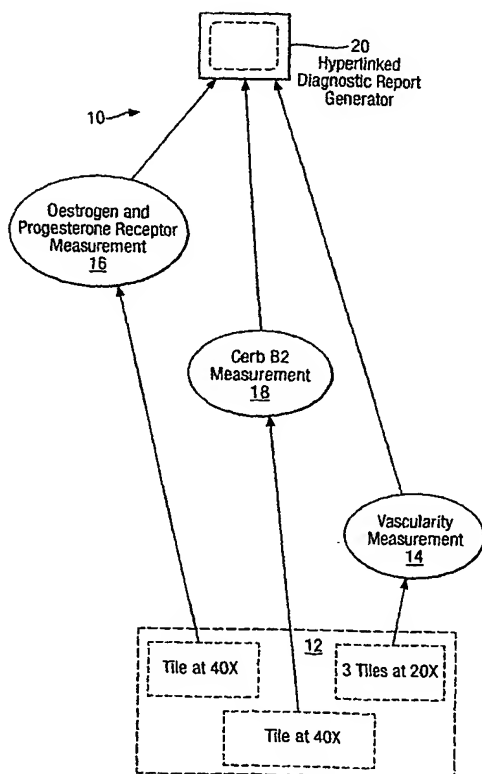 20
Hyperlinked
Diagnostic Report
Generator
10
Oestrogen and
Progesterone Receptor
Measurement
16
Cerb B2
Measurement
18
Vascularity
Measurement
14
12
Tile at 40X
3 Tiles at 20X
Tile at 40X